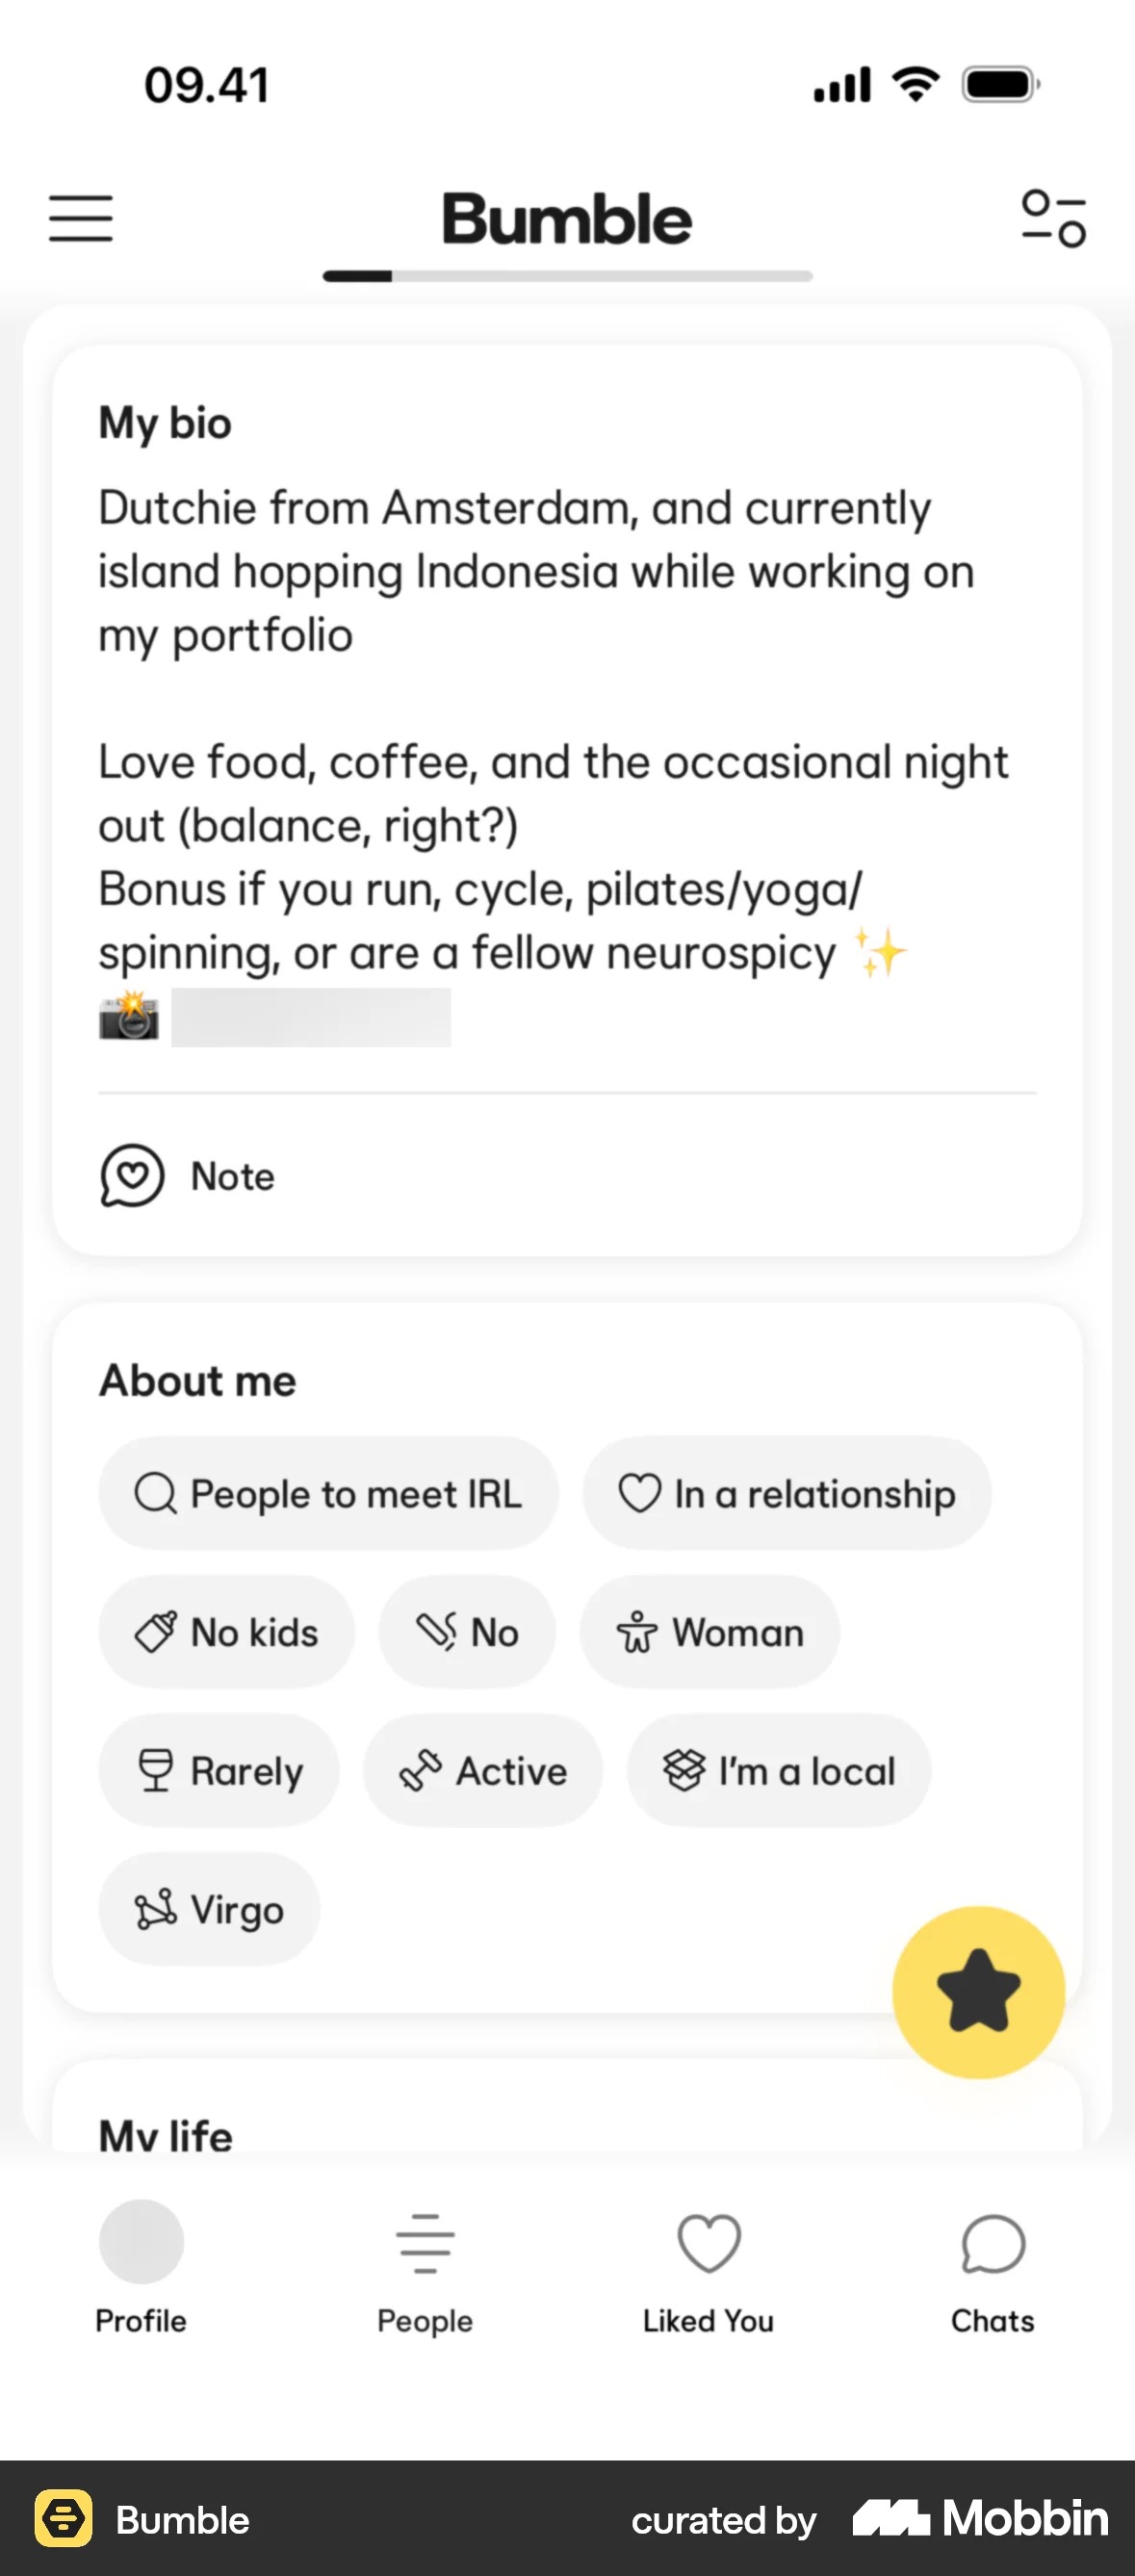 09.41
Bumble
My bio
Dutchie from Amsterdam, and currently
island hopping Indonesia while working on
my portfolio
Love food, coffee, and the occasional night
out (balance, right?)
Bonus if you run, cycle, pilates/yoga/
spinning, or are a fellow neurospicy ✨
📸
Note
About me
People to meet IRL
In a relationship
No kids
No
Woman
Rarely
Active
I'm a local
Virgo
My life
Profile
People
Liked You
Chats
Bumble
curated by Mobbin